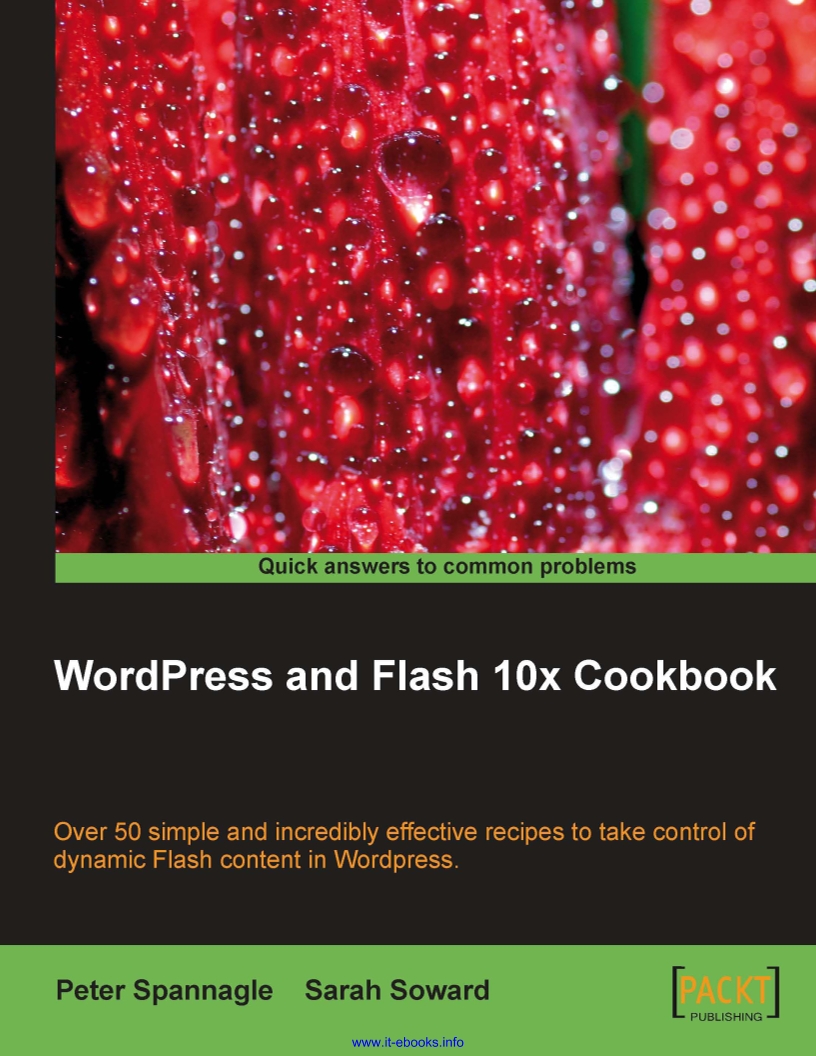 Quick answers to common problems
WordPress and Flash 10x Cookbook
Over 50 simple and incredibly effective recipes to take control of
dynamic Flash content in Wordpress.
Peter Spannagle Sarah Soward
[PACKT]
PUBLISHING
www.it-ebooks.info